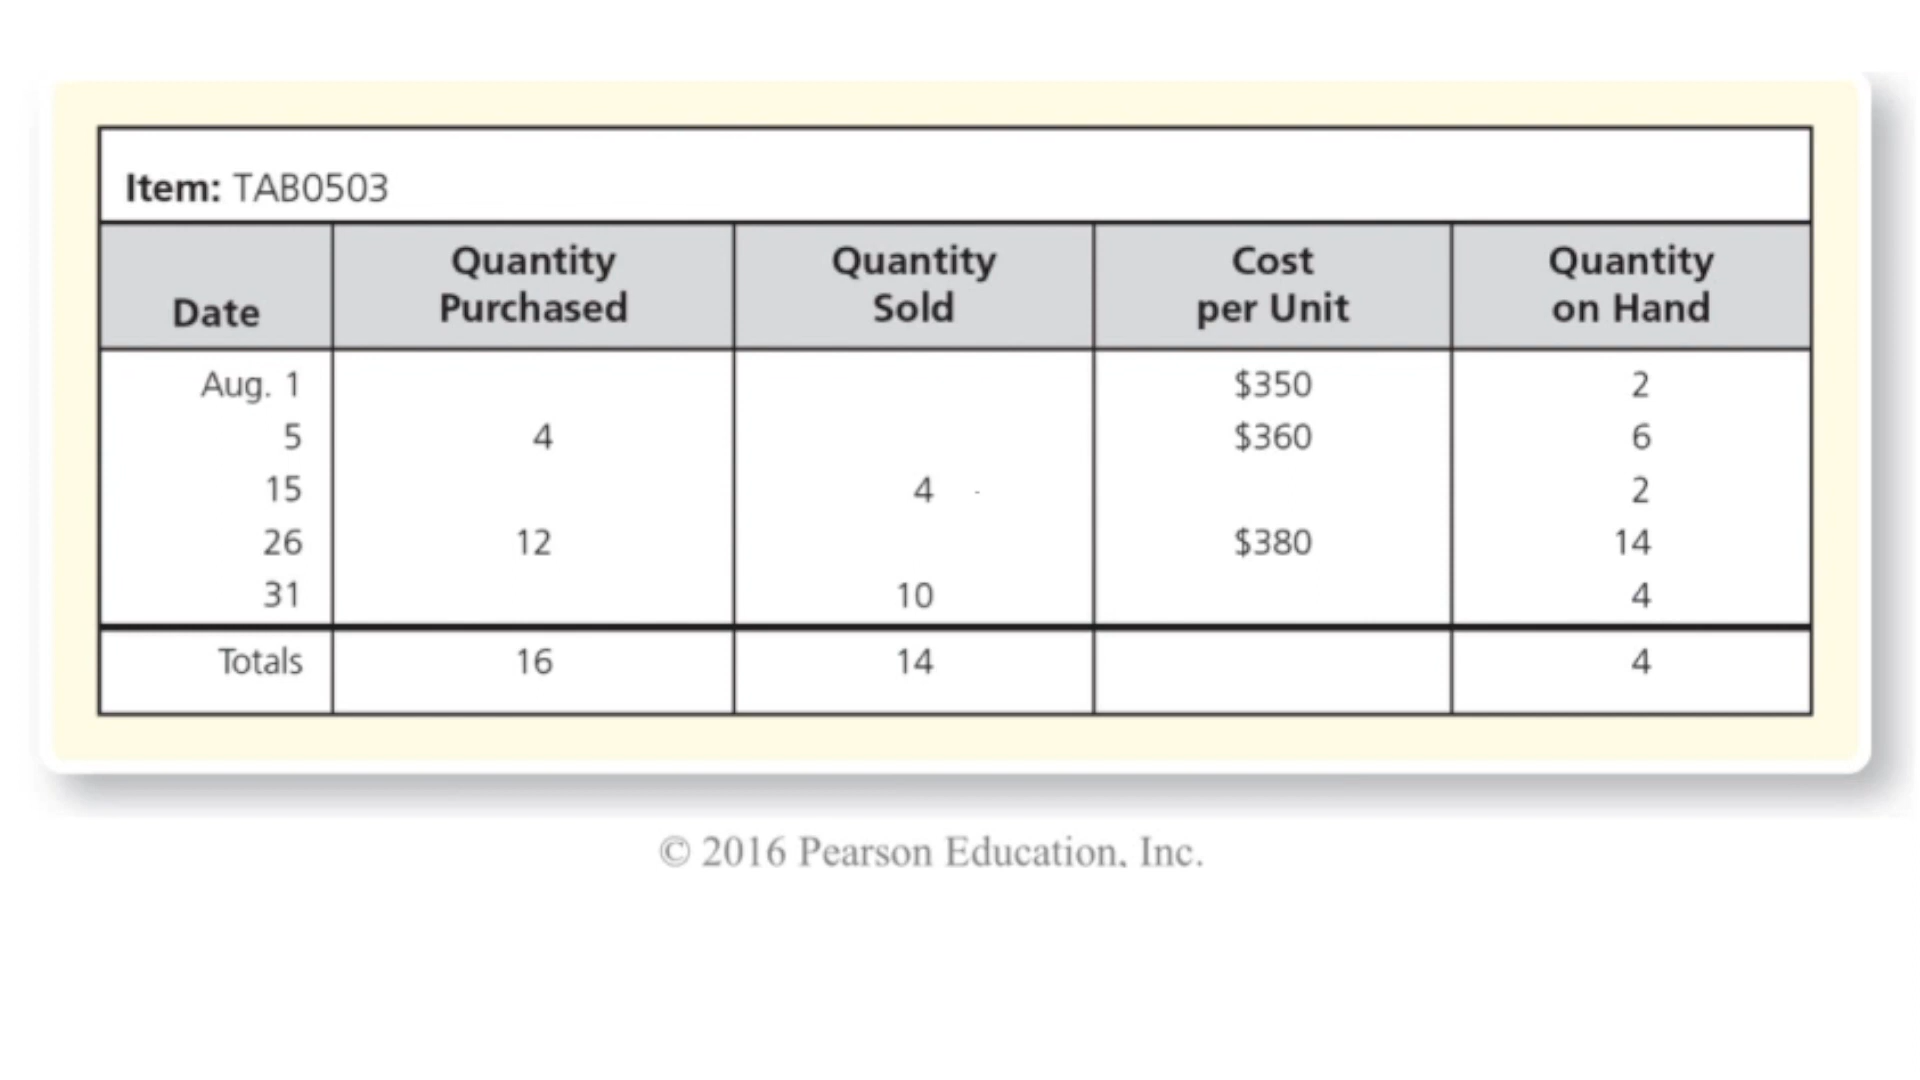 Item: TAB0503
Date Quantity Purchased Quantity Sold Cost per Unit Quantity on Hand
Aug. 1 $350 2
5 4 $360 6
15 4 2
26 12 $380 14
31 10 4
Totals 16 14 4
© 2016 Pearson Education, Inc.